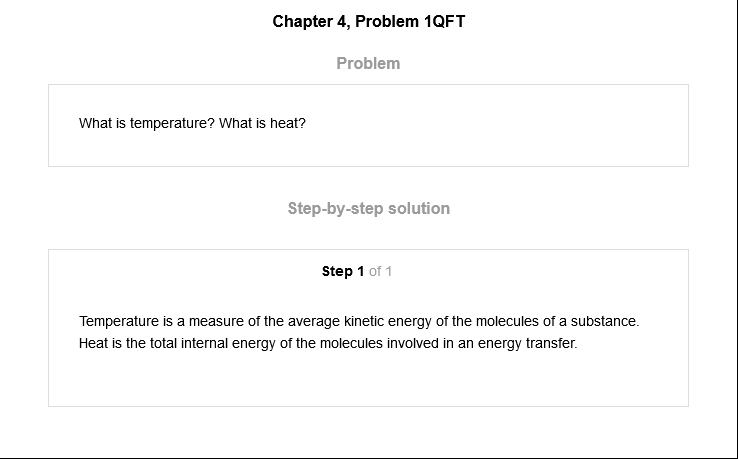 Chapter 4, Problem 1QFT
Problem
What is temperature? What is heat?
Step-by-step solution
Step 1 of 1
Temperature is a measure of the average kinetic energy of the molecules of a substance.
Heat is the total internal energy of the molecules involved in an energy transfer.